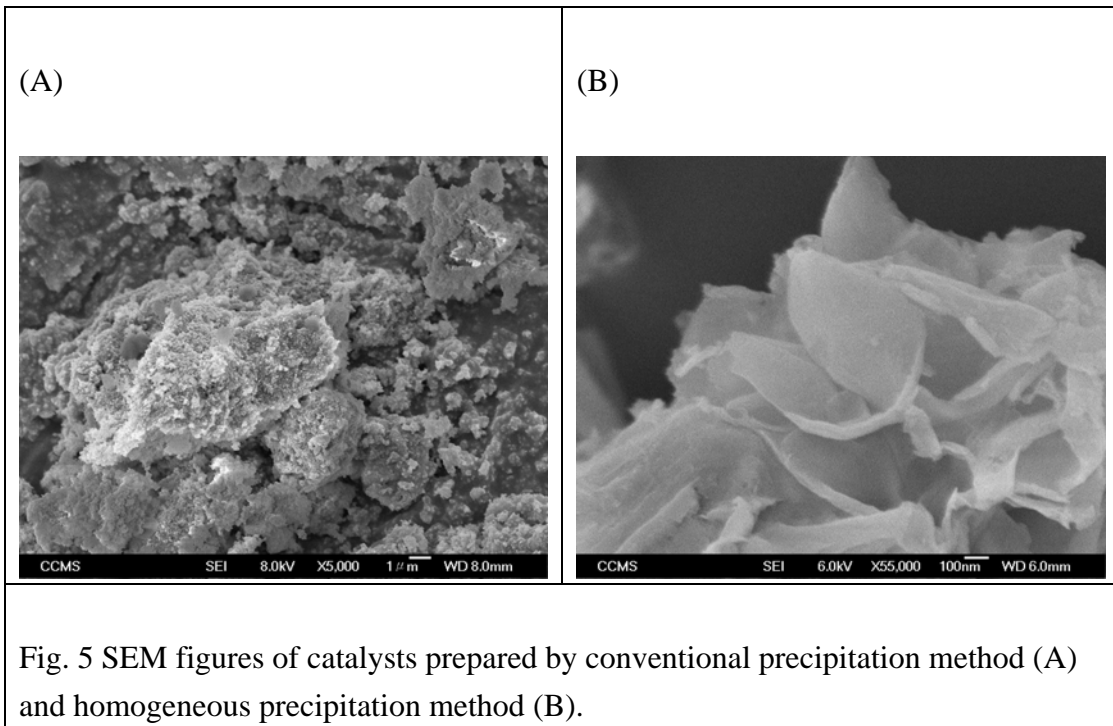 (A)
(B)
CCMS SEI 8.0kV X5,000 1μm WD 8.0mm
CCMS SEI 6.0kV X55,000 100nm WD 6.0mm
Fig. 5 SEM figures of catalysts prepared by conventional precipitation method (A)
and homogeneous precipitation method (B).